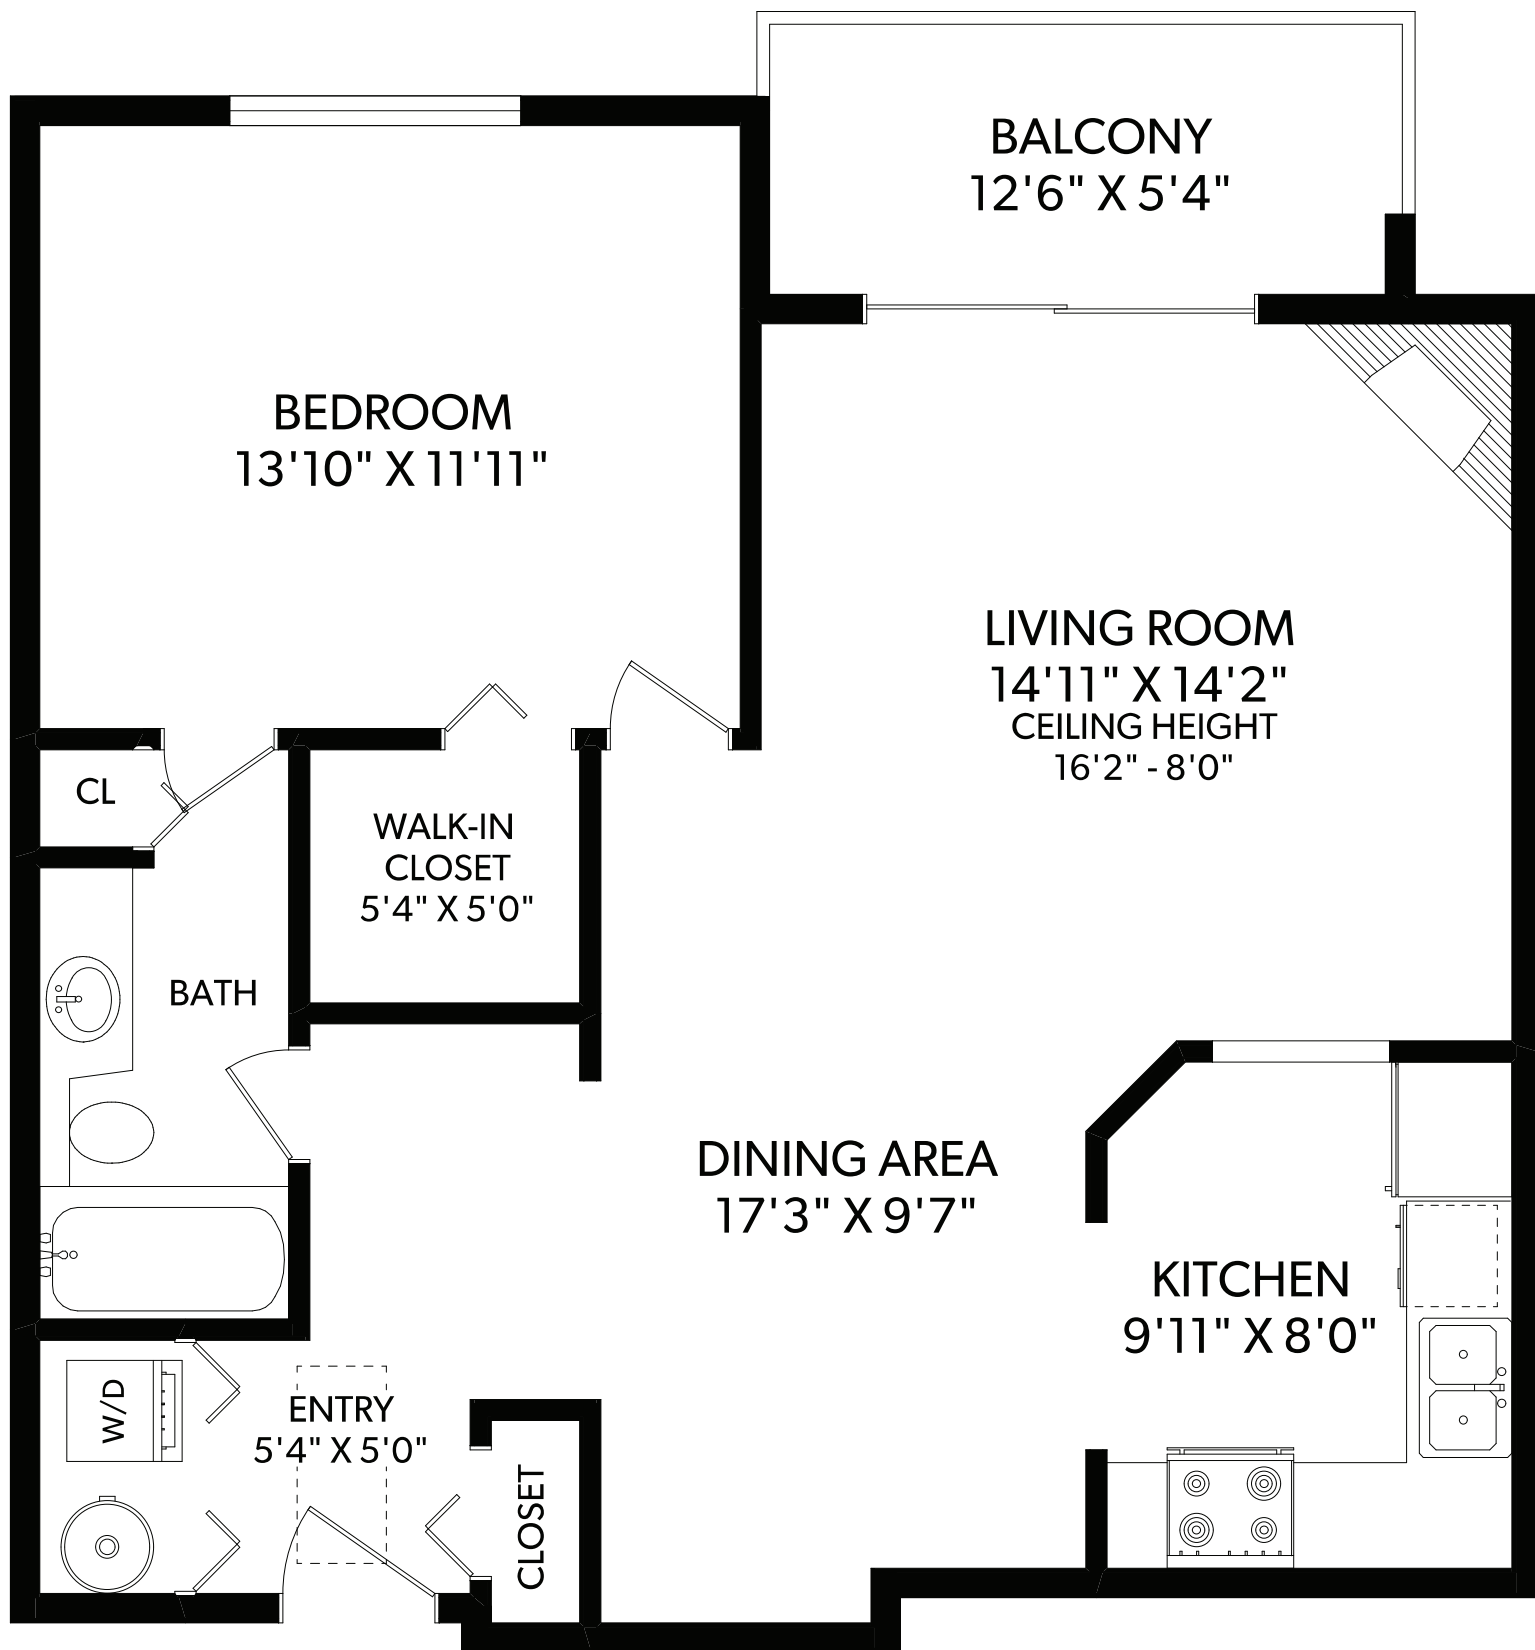 BALCONY
12'6" X 5'4"
BEDROOM
13'10" X 11'11"
LIVING ROOM
14'11" X 14'2"
CEILING HEIGHT
16'2" - 8'0"
CL
WALK-IN
CLOSET
5'4" X 5'0"
BATH
DINING AREA
17'3" X 9'7"
KITCHEN
9'11" X 8'0"
W/D
ENTRY
5'4" X 5'0"
CLOSET